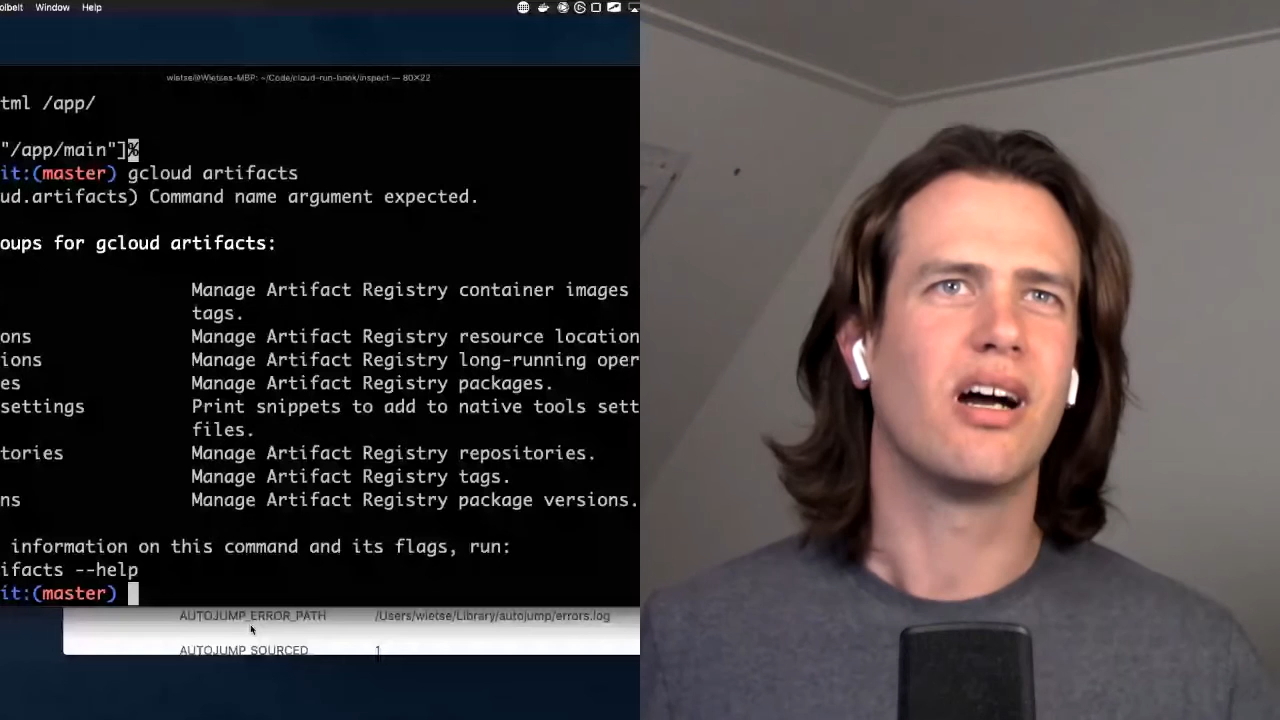 olbelt Window Help
wietse@Wietses-MBP: ~/Code/cloud-run-book/inspect — 80×22
tml /app/
"/app/main"]%
it:(master) gcloud artifacts
ud.artifacts) Command name argument expected.
oups for gcloud artifacts:
Manage Artifact Registry container images
tags.
ons Manage Artifact Registry resource location
ions Manage Artifact Registry long-running oper
es Manage Artifact Registry packages.
settings Print snippets to add to native tools sett
files.
tories Manage Artifact Registry repositories.
Manage Artifact Registry tags.
ns Manage Artifact Registry package versions.
information on this command and its flags, run:
ifacts --help
it:(master)
AUTOJUMP_ERROR_PATH /Users/wietse/Library/autojump/errors.log
AUTOJUMP_SOURCED 1